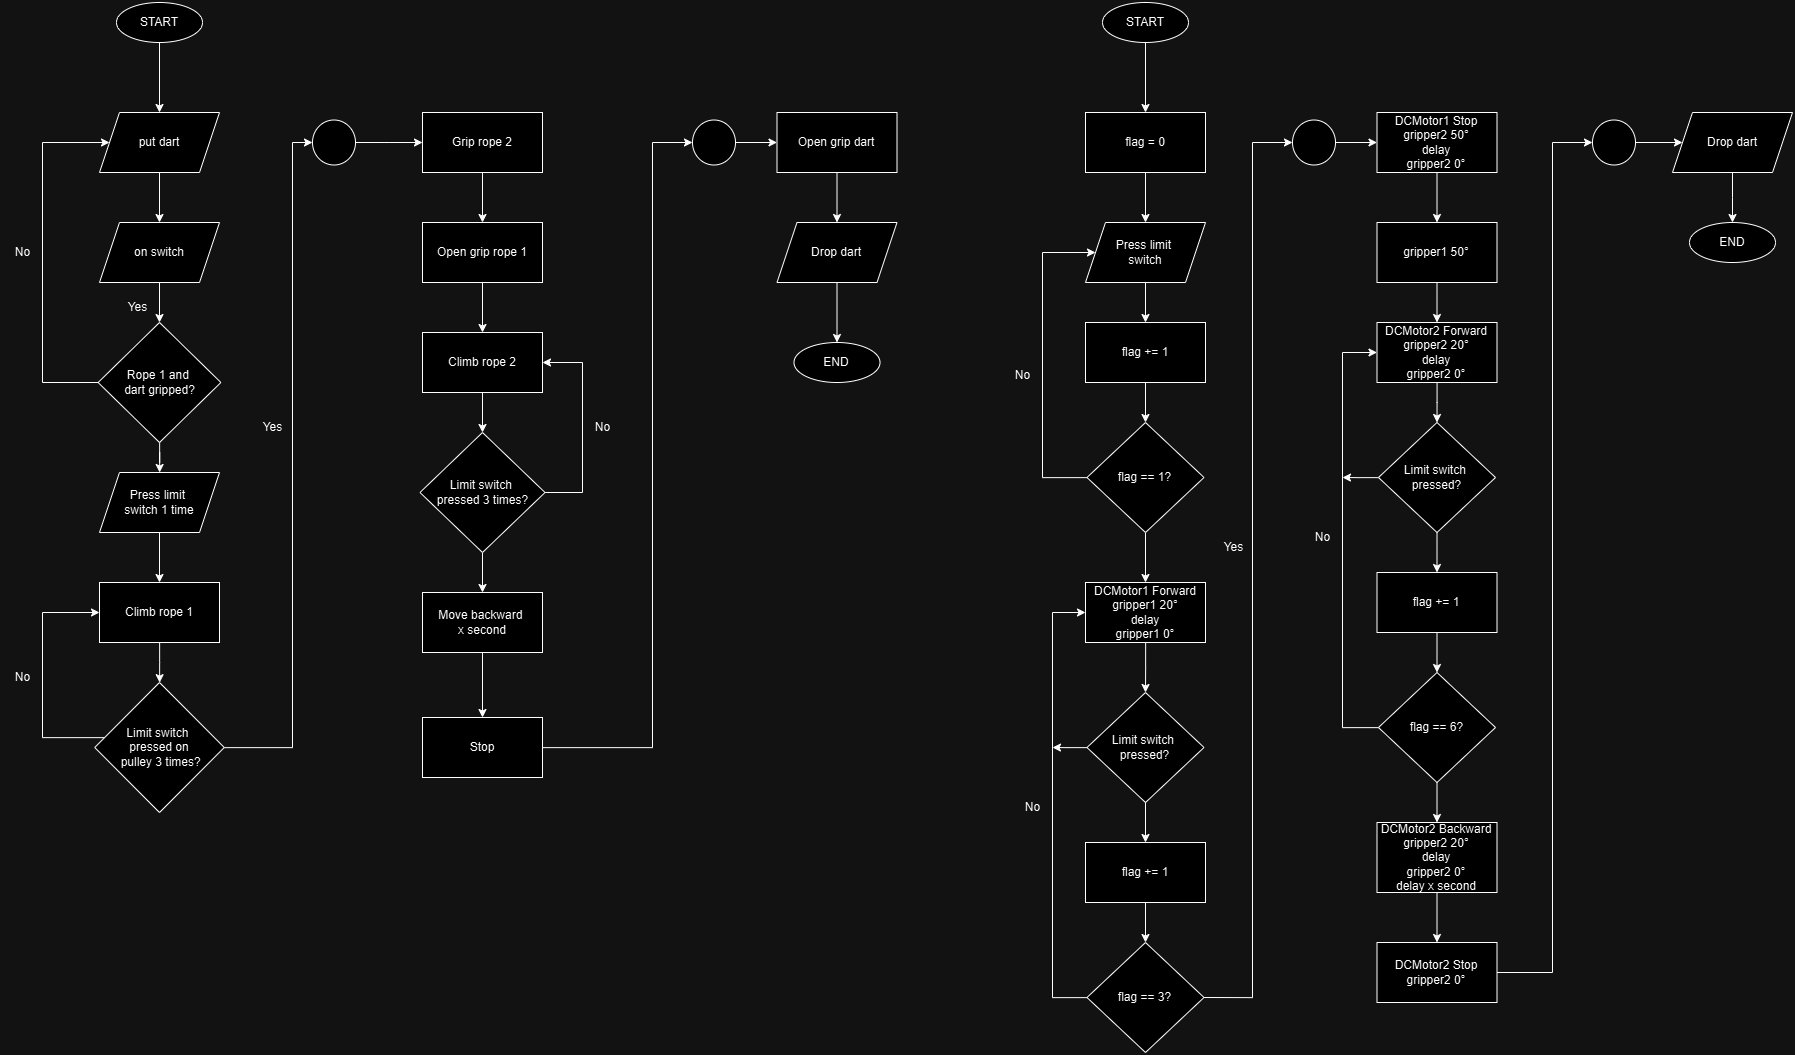 START
put dart
No
on switch
Yes
Rope 1 and
dart gripped?
Press limit
switch 1 time
Climb rope 1
No
Limit switch
pressed on
pulley 3 times?
Yes
Grip rope 2
Open grip rope 1
Climb rope 2
No
Limit switch
pressed 3 times?
Move backward
x second
Stop
Open grip dart
Drop dart
END
START
flag = 0
Press limit
switch
flag += 1
No
flag == 1?
DCMotor1 Forward
gripper1 20°
delay
gripper1 0°
Limit switch
pressed?
No
flag += 1
flag == 3?
Yes
DCMotor1 Stop
gripper2 50°
delay
gripper2 0°
gripper1 50°
DCMotor2 Forward
gripper2 20°
delay
gripper2 0°
Limit switch
pressed?
No
flag += 1
flag == 6?
DCMotor2 Backward
gripper2 20°
delay
gripper2 0°
delay x second
DCMotor2 Stop
gripper2 0°
Drop dart
END